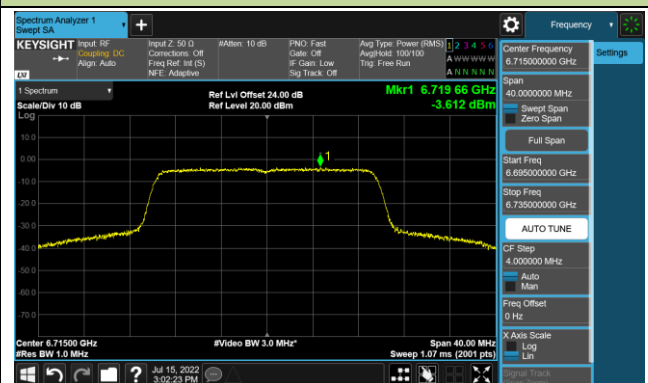 Spectrum Analyzer 1
Swept SA
Frequency
KEYSIGHT
Input: RF
Coupling: DC
Align: Auto
Input Z: 50 Ω
Corrections: Off
Freq Ref: Int (S)
NFE: Adaptive
#Atten: 10 dB
PNO: Fast
Gate: Off
IF Gain: Low
Sig Track: Off
Avg Type: Power (RMS)
Avg|Hold: 100/100
Trig: Free Run
1 2 3 4 5 6
A W W W W W
A N N N N N
LXI
1 Spectrum
Scale/Div 10 dB
Log
Ref Lvl Offset 24.00 dB
Ref Level 20.00 dBm
Mkr1 6.719 66 GHz
-3.612 dBm
10.0
0.00
-10.0
-20.0
-30.0
-40.0
-50.0
-60.0
-70.0
1
Center 6.71500 GHz
#Res BW 1.0 MHz
#Video BW 3.0 MHz*
Span 40.00 MHz
Sweep 1.07 ms (2001 pts)
Jul 15, 2022
3:02:23 PM
Settings
Center Frequency
6.715000000 GHz
Span
40.0000000 MHz
Swept Span
Zero Span
Full Span
Start Freq
6.695000000 GHz
Stop Freq
6.735000000 GHz
AUTO TUNE
CF Step
4.000000 MHz
Auto
Man
Freq Offset
0 Hz
X Axis Scale
Log
Lin
Signal Track